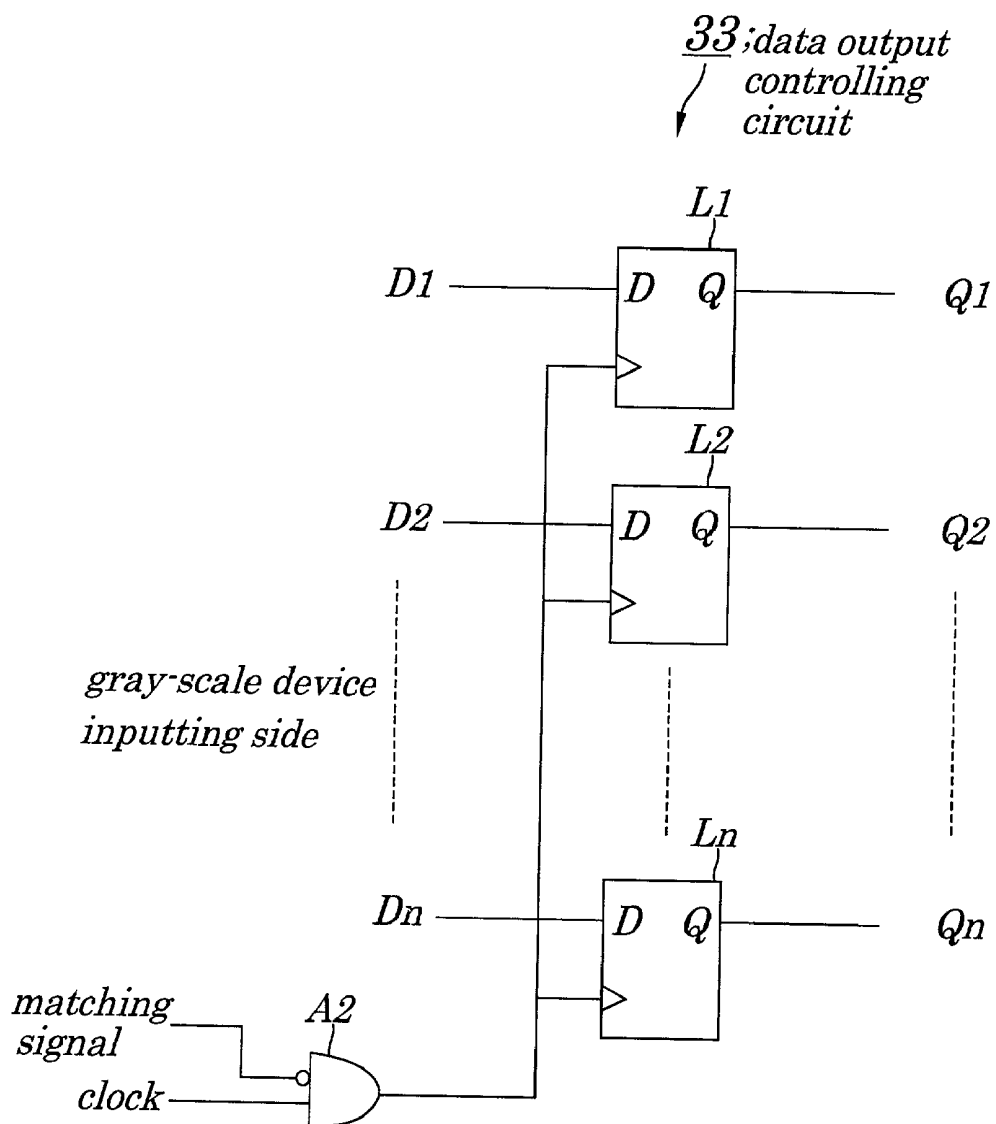 33;data output
controlling
circuit
L1
D1 D Q Q1
L2
D2 D Q Q2
gray-scale device
inputting side
Ln
Dn D Q Qn
matching
signal
A2
clock